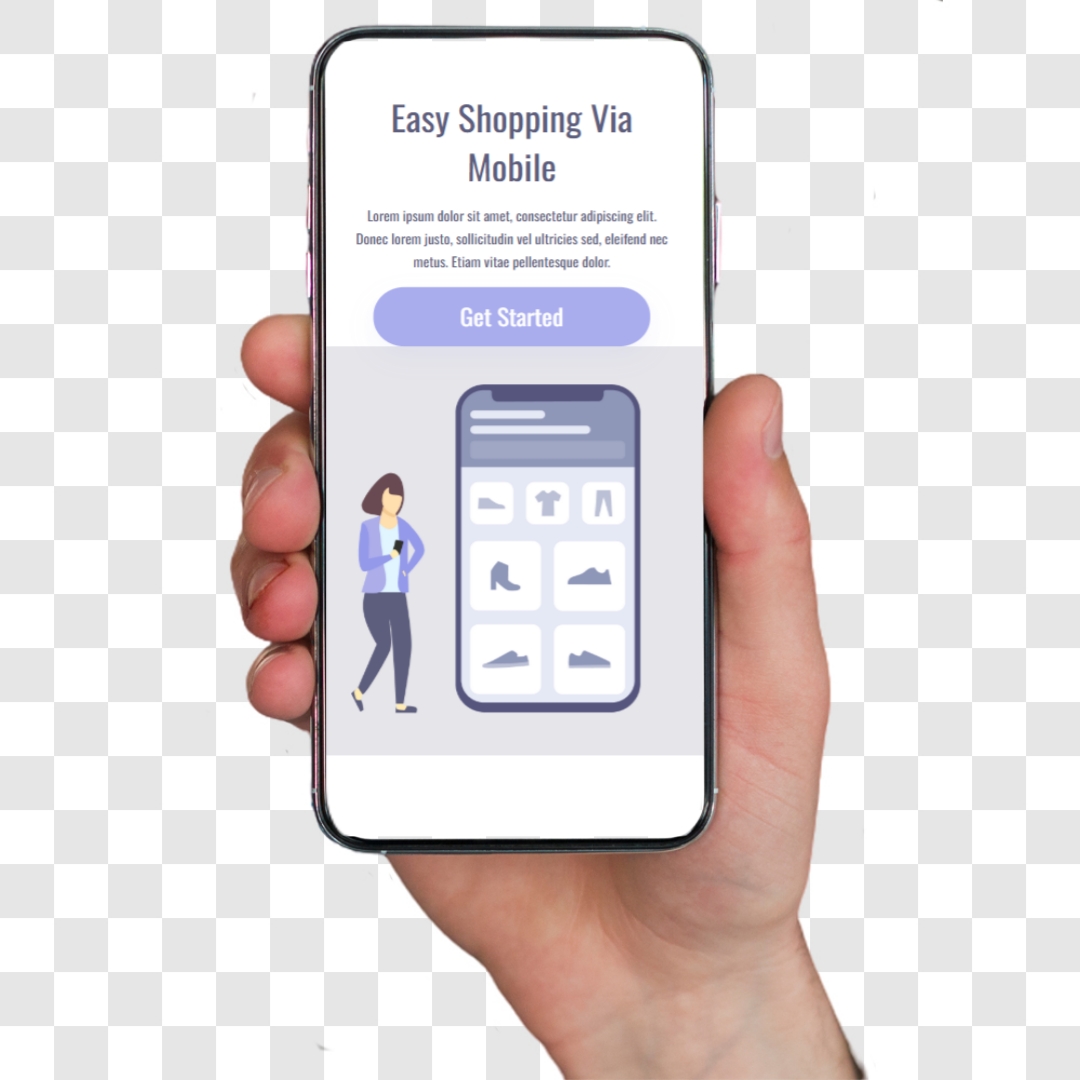 Easy Shopping Via
Mobile
Lorem ipsum dolor sit amet, consectetur adipiscing elit.
Donec lorem justo, sollicitudin vel ultricies sed, eleifend nec
metus. Etiam vitae pellentesque dolor.
Get Started